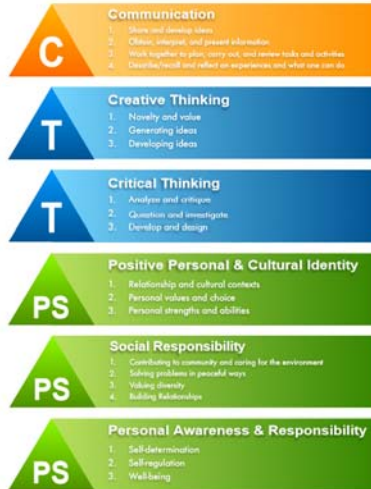 Communication
C
1. Share and develop ideas
2. Obtain, interpret, and present information
3. Work together to plan, carry out, and review tasks and activities
4. Describe/recall and reflect on experiences and what one can do
Creative Thinking
T
1. Novelty and value
2. Generating ideas
3. Developing ideas
Critical Thinking
T
1. Analyze and critique
2. Question and investigate
3. Develop and design
Positive Personal & Cultural Identity
PS
1. Relationship and cultural contexts
2. Personal values and choice
3. Personal strengths and abilities
Social Responsibility
PS
1. Contributing to community and caring for the environment
2. Solving problems in peaceful ways
3. Valuing diversity
4. Building Relationships
Personal Awareness & Responsibility
PS
1. Self-determination
2. Self-regulation
3. Well-being